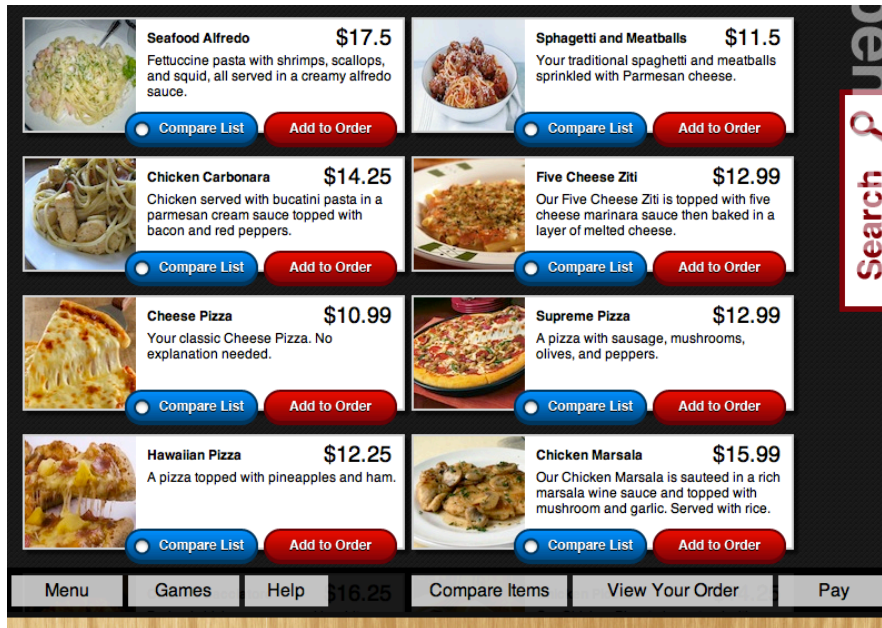 Seafood Alfredo $17.5
Fettuccine pasta with shrimps, scallops,
and squid, all served in a creamy alfredo
sauce.
Compare List Add to Order
Sphagetti and Meatballs $11.5
Your traditional spaghetti and meatballs
sprinkled with Parmesan cheese.
Compare List Add to Order
Chicken Carbonara $14.25
Chicken served with bucatini pasta in a
parmesan cream sauce topped with
bacon and red peppers.
Compare List Add to Order
Five Cheese Ziti $12.99
Our Five Cheese Ziti is topped with five
cheese marinara sauce then baked in a
layer of melted cheese.
Compare List Add to Order
Cheese Pizza $10.99
Your classic Cheese Pizza. No
explanation needed.
Compare List Add to Order
Supreme Pizza $12.99
A pizza with sausage, mushrooms,
olives, and peppers.
Compare List Add to Order
Hawaiian Pizza $12.25
A pizza topped with pineapples and ham.
Compare List Add to Order
Chicken Marsala $15.99
Our Chicken Marsala is sauteed in a rich
marsala wine sauce and topped with
mushroom and garlic. Served with rice.
Compare List Add to Order
Search
$16.25
Menu Games Help Compare Items View Your Order Pay